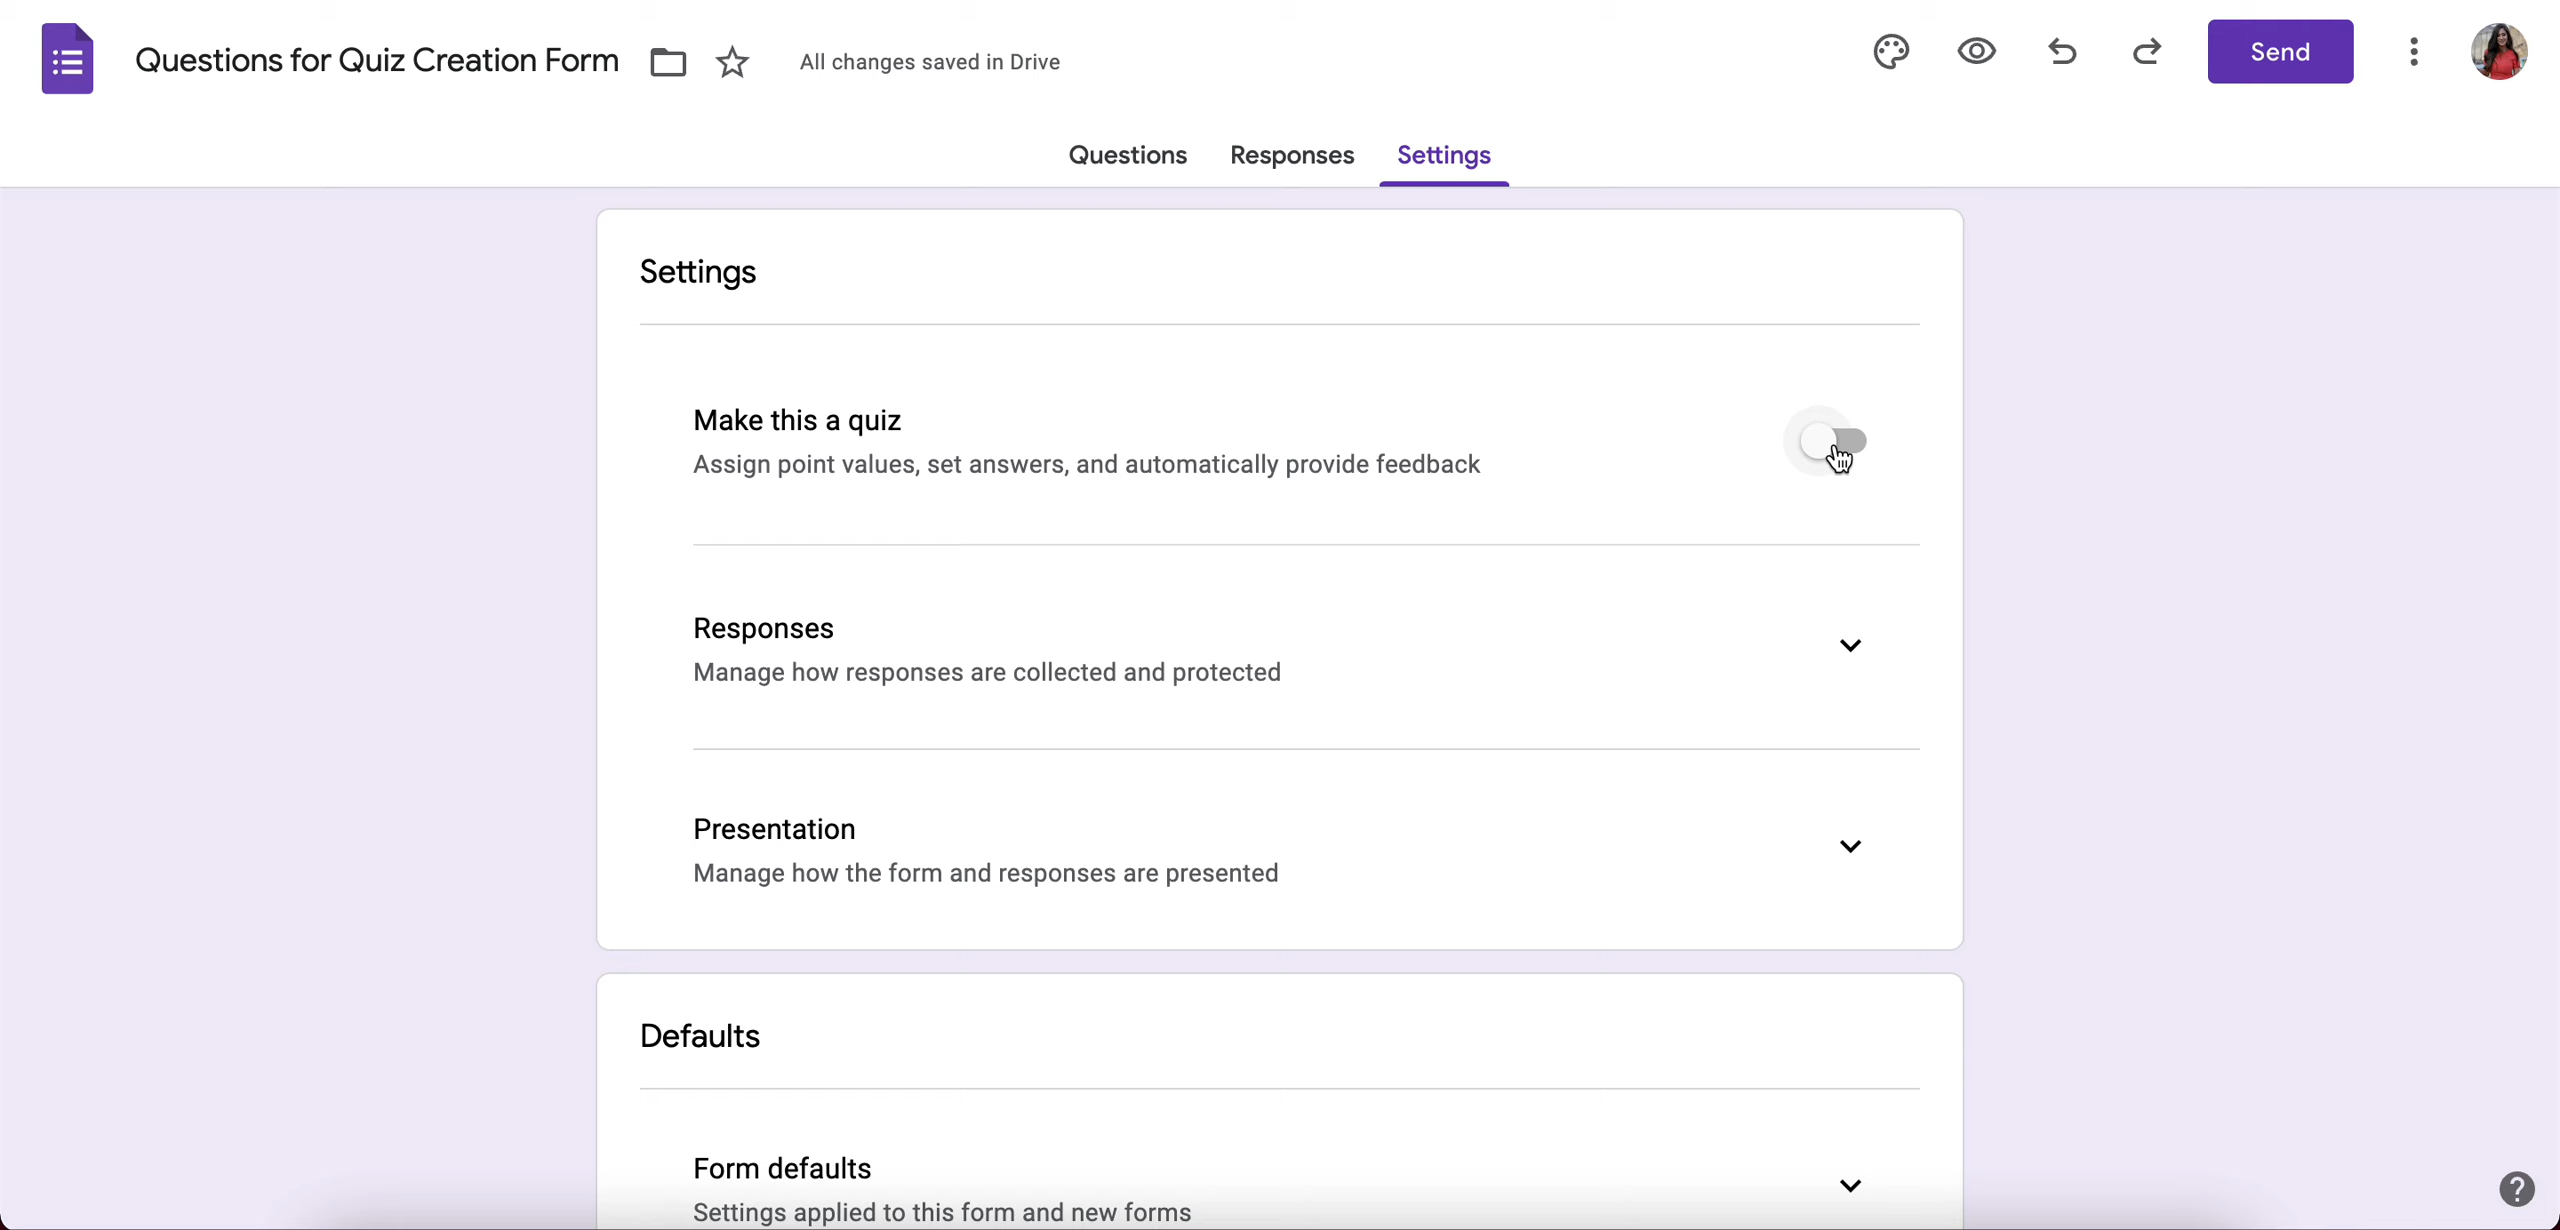 Questions for Quiz Creation Form All changes saved in Drive Send
Questions Responses Settings
Settings
Make this a quiz
Assign point values, set answers, and automatically provide feedback
Responses
Manage how responses are collected and protected
Presentation
Manage how the form and responses are presented
Defaults
Form defaults
Settings applied to this form and new forms
?